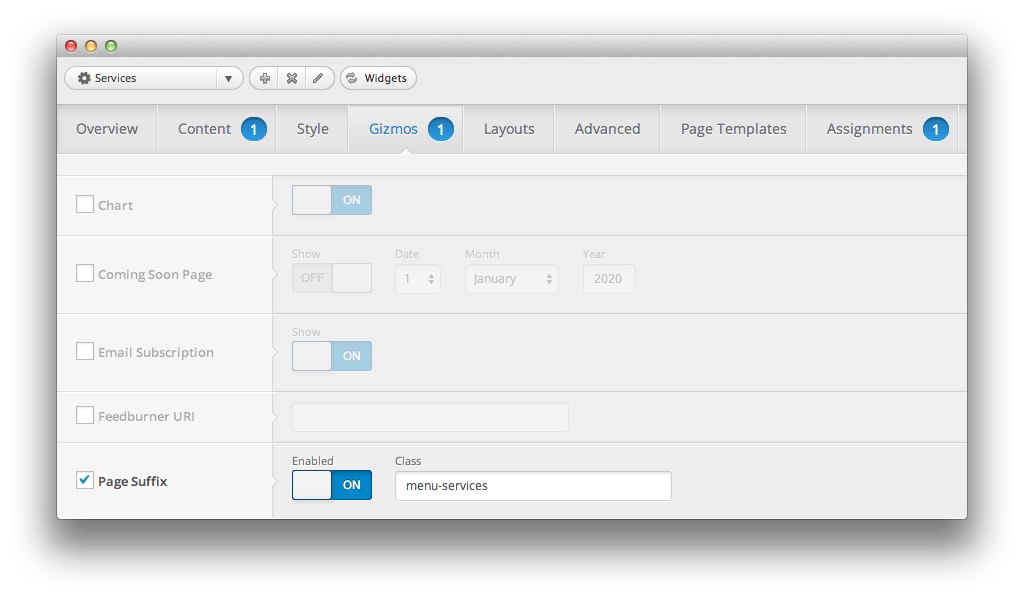 Services Widgets
Overview Content 1 Style Gizmos 1 Layouts Advanced Page Templates Assignments 1
Chart ON
Show Date Month Year
Coming Soon Page OFF 1 January 2020
Show
Email Subscription ON
Feedburner URI
Enabled Class
Page Suffix ON menu-services